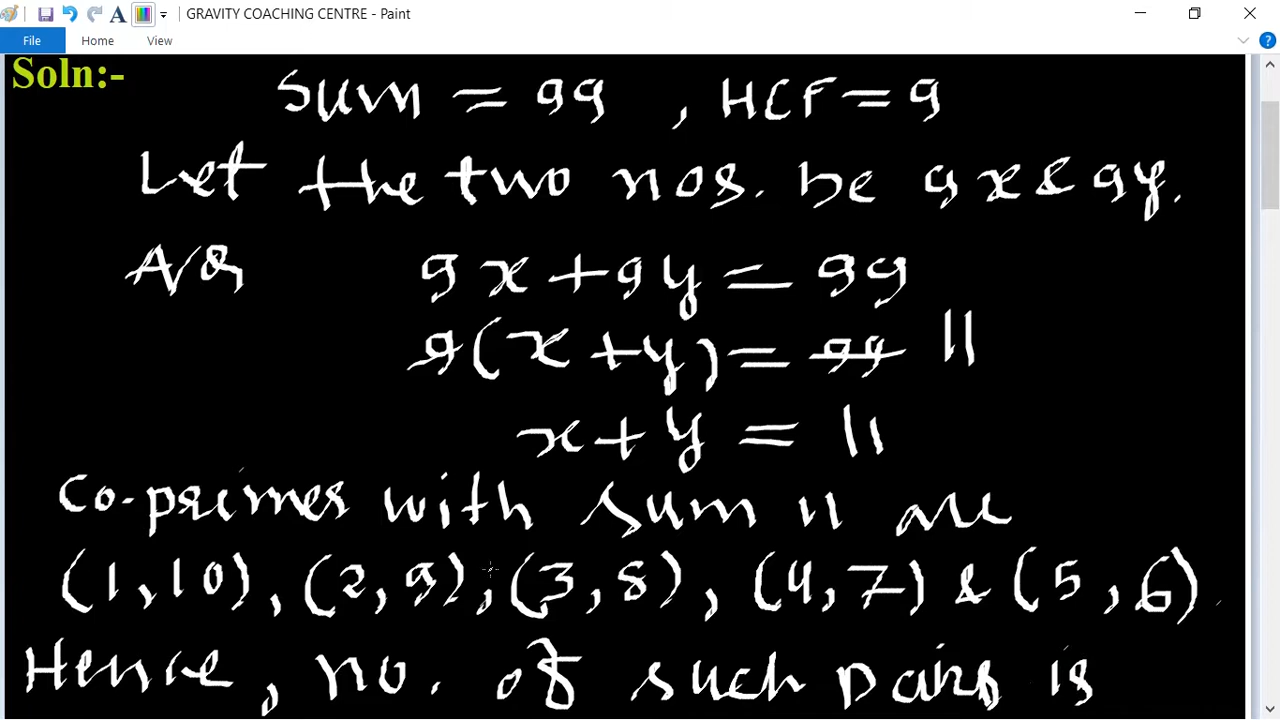 GRAVITY COACHING CENTRE - Paint
File Home View
Soln:-
Sum = 99 , HCF = 9
Let the two nos. be 9x & 9y.
A/Q 9x + 9y = 99
9(x + y) = 99 11
x + y = 11
Co-primes with sum 11 are
(1, 10), (2, 9), (3, 8), (4, 7) & (5, 6).
Hence, no. of such pairs is